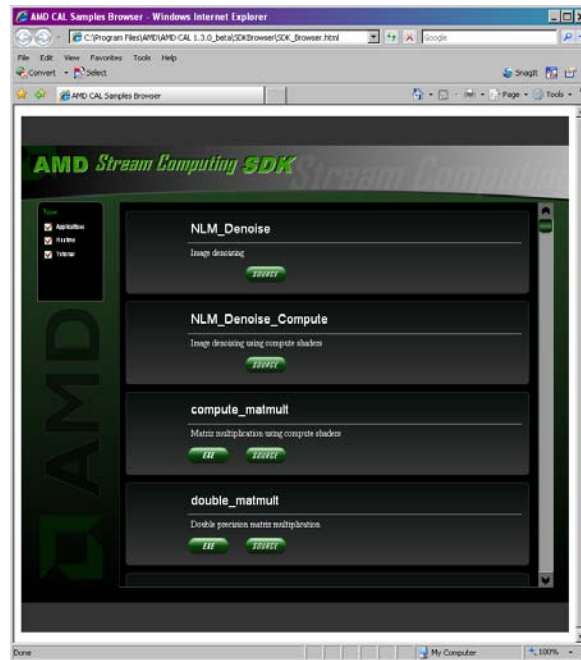 AMD CAL Samples Browser - Windows Internet Explorer
C:\Program Files\AMD\AMD CAL 1.3.0_beta\SDKBrowser\SDK_Browser.html
Google
File Edit View Favorites Tools Help
Convert Select
SnagIt
AMD CAL Samples Browser
Page Tools
AMD Stream Computing SDK
Stream Computing
Type
Application
Routine
Tutorial
AMD
NLM_Denoise
Image denoising
SOURCE
NLM_Denoise_Compute
Image denoising using compute shaders
SOURCE
compute_matmult
Matrix multiplication using compute shaders
EXE SOURCE
double_matmult
Double precision matrix multiplication
EXE SOURCE
Done
My Computer
100%